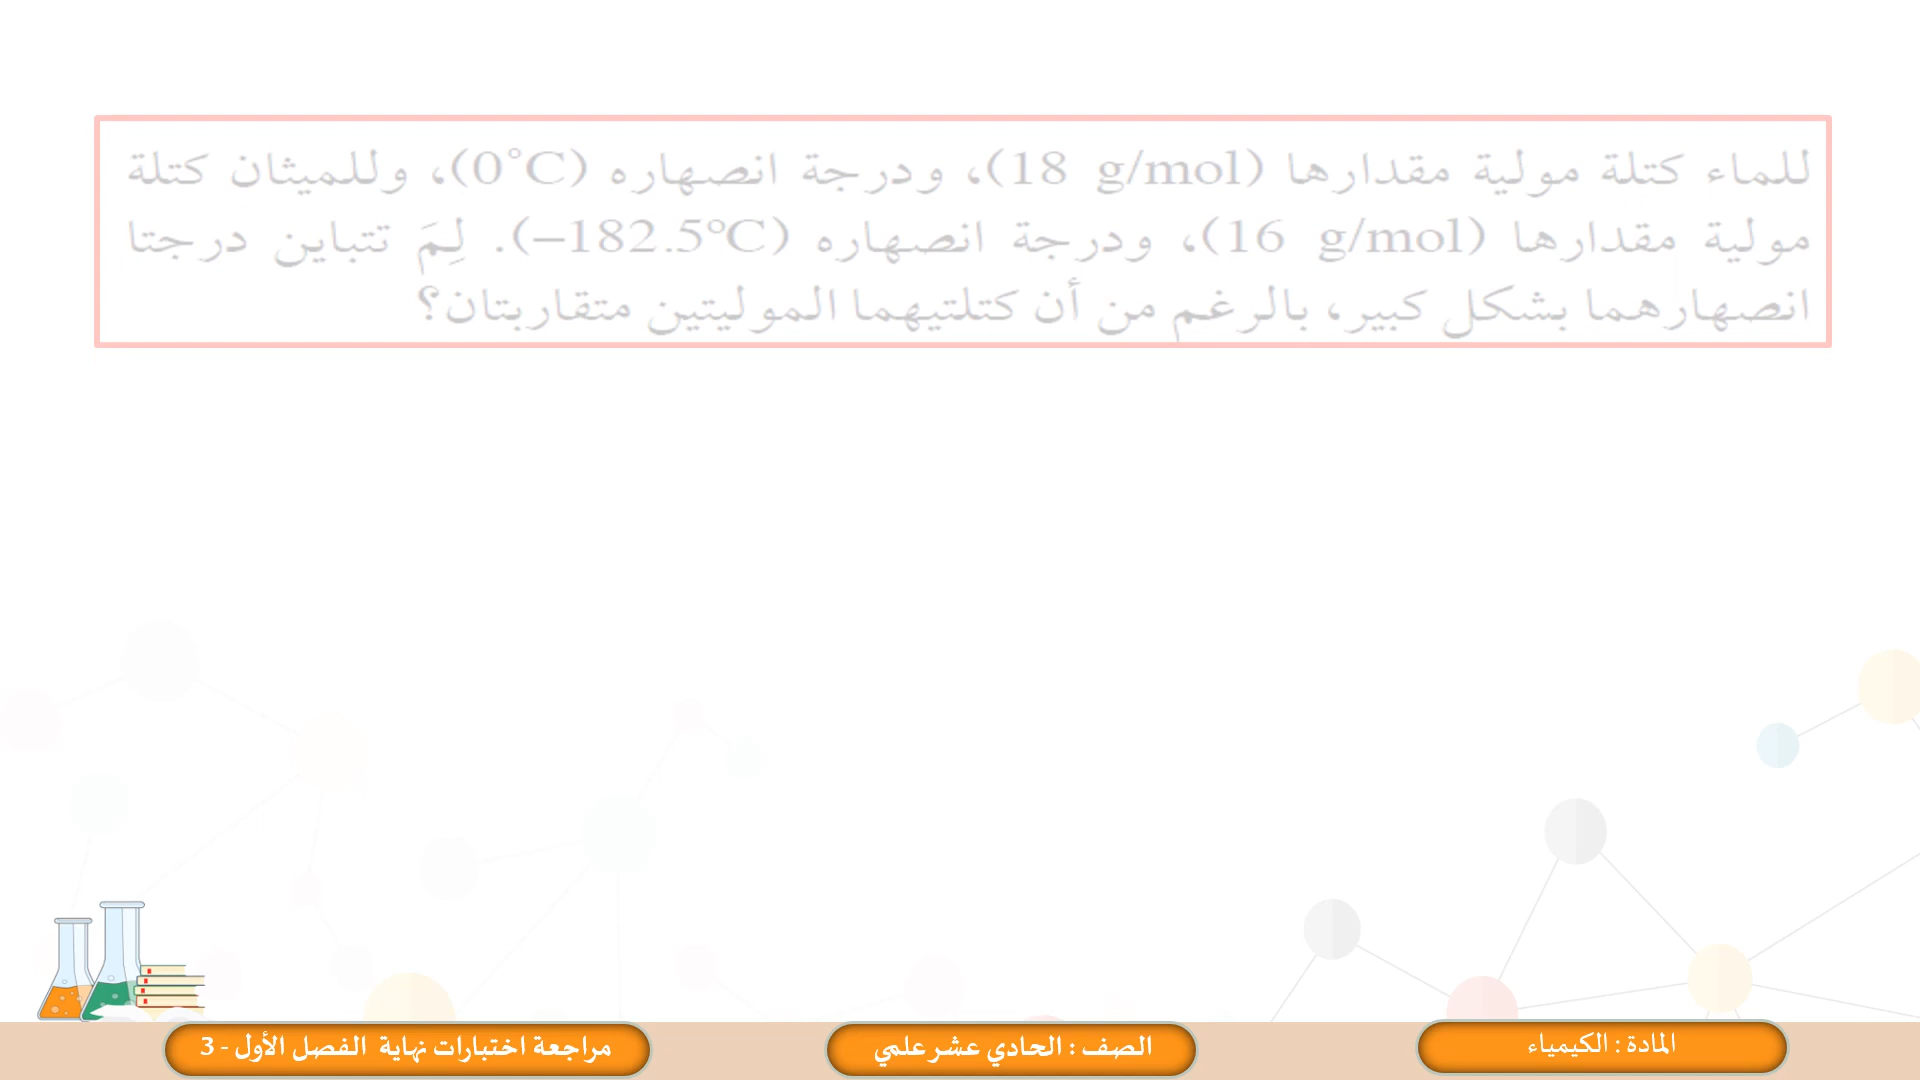 للماء كتلة مولية مقدارها (18 g/mol)، ودرجة انصهاره (0°C)، وللميثان كتلة
مولية مقدارها (16 g/mol)، ودرجة انصهاره (–182.5°C). لِمَ تتباين درجتا
انصهارهما بشكل كبير، بالرغم من أن كتلتيهما الموليتين متقاربتان؟
المادة : الكيمياء
الصف : الحادي عشر علمي
مراجعة اختبارات نهاية الفصل الأول - 3